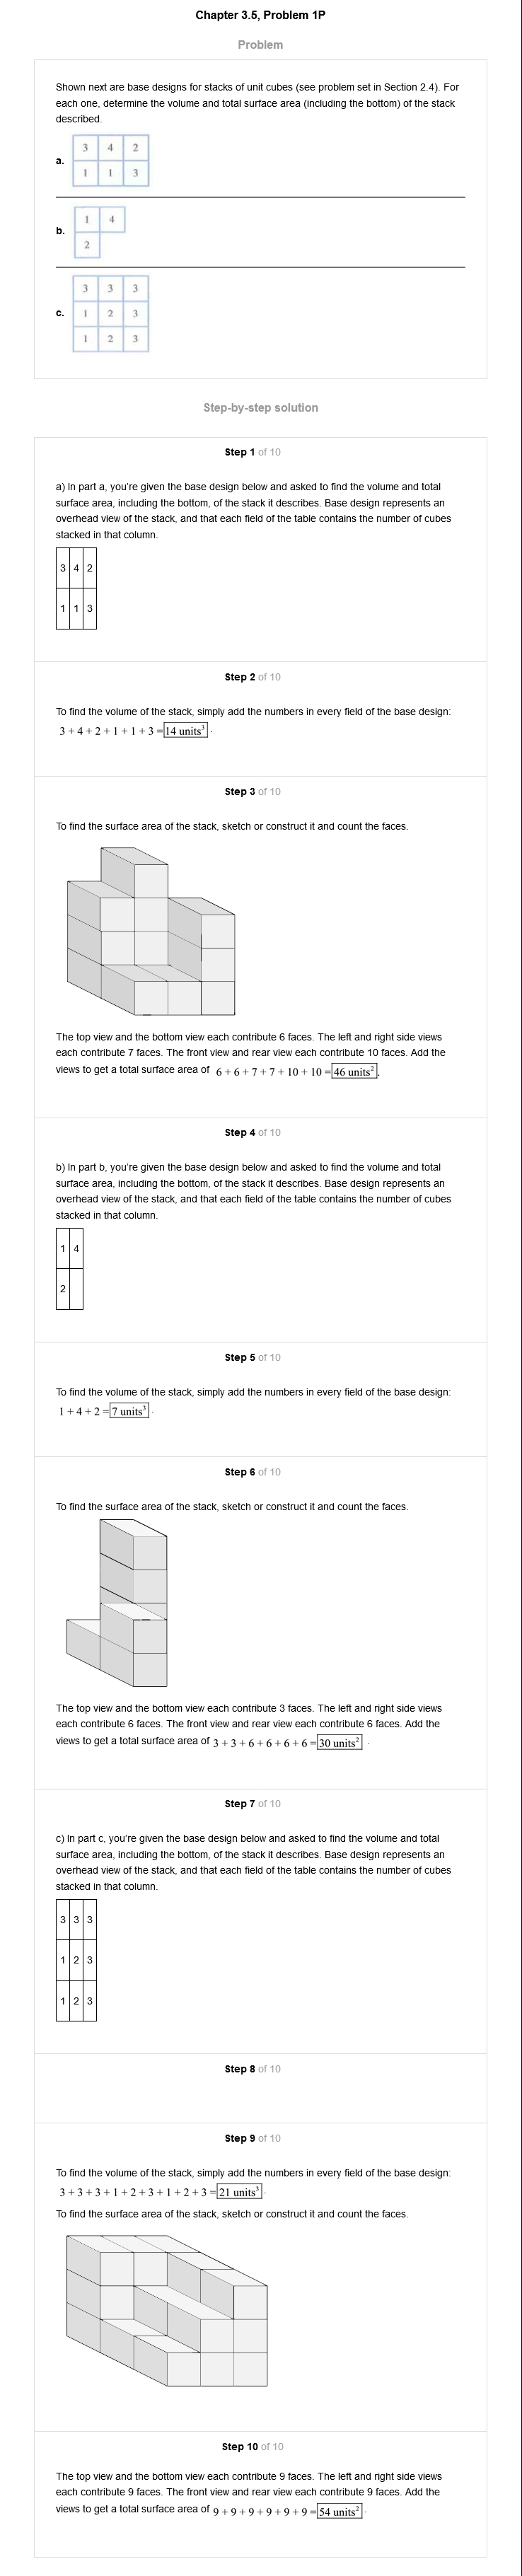 Chapter 3.5, Problem 1P
Problem
Shown next are base designs for stacks of unit cubes (see problem set in Section 2.4). For
each one, determine the volume and total surface area (including the bottom) of the stack
described.
a.
3 4 2
1 1 3
b.
1 4
2
c.
3 3 3
1 2 3
1 2 3
Step-by-step solution
Step 1 of 10
a) In part a, you're given the base design below and asked to find the volume and total
surface area, including the bottom, of the stack it describes. Base design represents an
overhead view of the stack, and that each field of the table contains the number of cubes
stacked in that column.
3 4 2
1 1 3
Step 2 of 10
To find the volume of the stack, simply add the numbers in every field of the base design:
3 + 4 + 2 + 1 + 1 + 3 = 14 units³ .
Step 3 of 10
To find the surface area of the stack, sketch or construct it and count the faces.
The top view and the bottom view each contribute 6 faces. The left and right side views
each contribute 7 faces. The front view and rear view each contribute 10 faces. Add the
views to get a total surface area of 6 + 6 + 7 + 7 + 10 + 10 = 46 units² .
Step 4 of 10
b) In part b, you're given the base design below and asked to find the volume and total
surface area, including the bottom, of the stack it describes. Base design represents an
overhead view of the stack, and that each field of the table contains the number of cubes
stacked in that column.
1 4
2
Step 5 of 10
To find the volume of the stack, simply add the numbers in every field of the base design:
1 + 4 + 2 = 7 units³ .
Step 6 of 10
To find the surface area of the stack, sketch or construct it and count the faces.
The top view and the bottom view each contribute 3 faces. The left and right side views
each contribute 6 faces. The front view and rear view each contribute 6 faces. Add the
views to get a total surface area of 3 + 3 + 6 + 6 + 6 + 6 = 30 units² .
Step 7 of 10
c) In part c, you're given the base design below and asked to find the volume and total
surface area, including the bottom, of the stack it describes. Base design represents an
overhead view of the stack, and that each field of the table contains the number of cubes
stacked in that column.
3 3 3
1 2 3
1 2 3
Step 8 of 10
Step 9 of 10
To find the volume of the stack, simply add the numbers in every field of the base design:
3 + 3 + 3 + 1 + 2 + 3 + 1 + 2 + 3 = 21 units³ .
To find the surface area of the stack, sketch or construct it and count the faces.
Step 10 of 10
The top view and the bottom view each contribute 9 faces. The left and right side views
each contribute 9 faces. The front view and rear view each contribute 9 faces. Add the
views to get a total surface area of 9 + 9 + 9 + 9 + 9 + 9 = 54 units² .